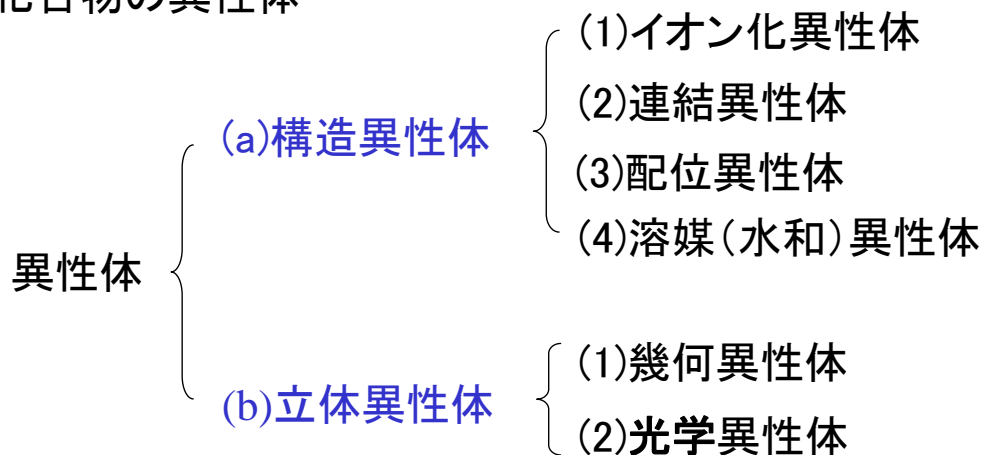 化合物の異性体
(1)イオン化異性体
(2)連結異性体
(a)構造異性体
(3)配位異性体
(4)溶媒(水和)異性体
異性体
(1)幾何異性体
(b)立体異性体
(2)光学異性体